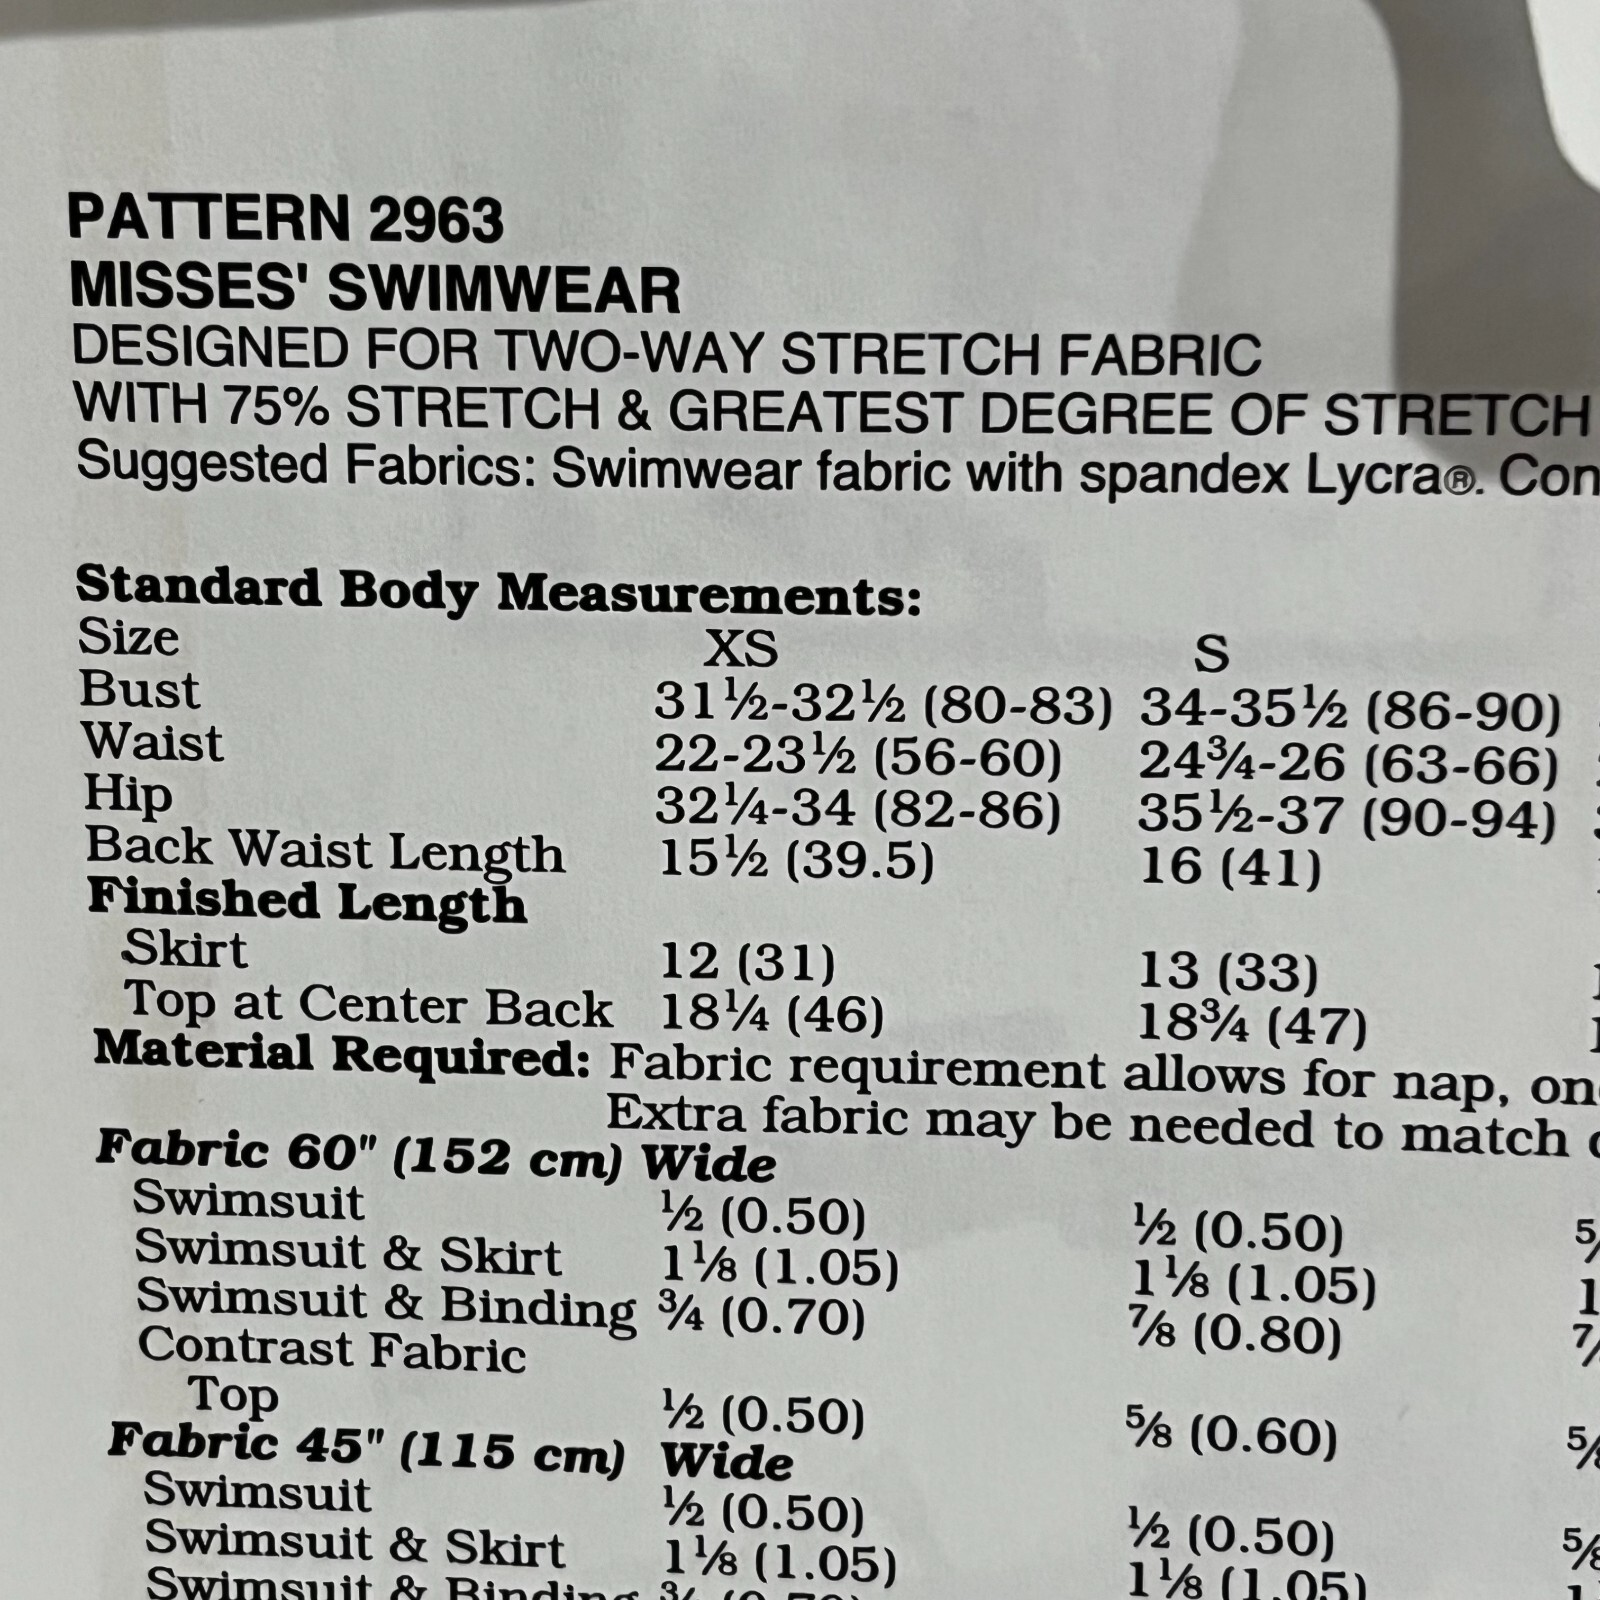 PATTERN 2963
MISSES' SWIMWEAR
DESIGNED FOR TWO-WAY STRETCH FABRIC
WITH 75% STRETCH & GREATEST DEGREE OF STRETCH
Suggested Fabrics: Swimwear fabric with spandex Lycra®.
Standard Body Measurements:
Size XS S
Bust 31½-32½ (80-83) 34-35½ (86-90)
Waist 22-23½ (56-60) 24¾-26 (63-66)
Hip 32¼-34 (82-86) 35½-37 (90-94)
Back Waist Length 15½ (39.5) 16 (41)
Finished Length
Skirt 12 (31) 13 (33)
Top at Center Back 18¼ (46) 18¾ (47)
Material Required: Fabric requirement allows for nap,
Extra fabric may be needed to match
Fabric 60" (152 cm) Wide
Swimsuit ½ (0.50) ½ (0.50)
Swimsuit & Skirt 1⅛ (1.05) 1⅛ (1.05)
Swimsuit & Binding ¾ (0.70) ⅞ (0.80)
Contrast Fabric
Top ½ (0.50) ⅝ (0.60)
Fabric 45" (115 cm) Wide
Swimsuit ½ (0.50) ½ (0.50)
Swimsuit & Skirt 1⅛ (1.05) 1⅛ (1.05)
Swimsuit & Binding